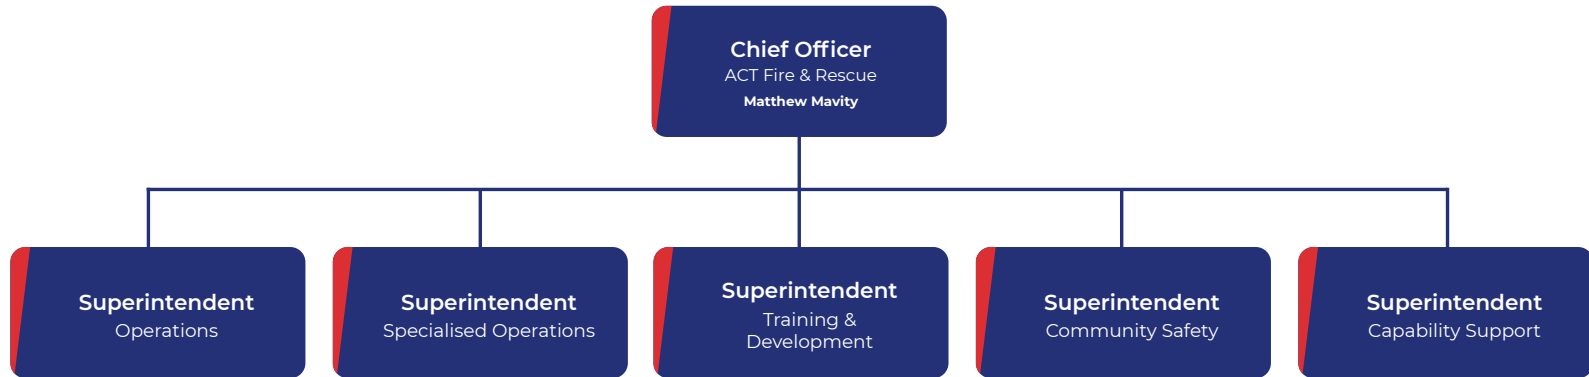 Chief Officer
ACT Fire & Rescue
Matthew Mavity
Superintendent
Operations
Superintendent
Specialised Operations
Superintendent
Training &
Development
Superintendent
Community Safety
Superintendent
Capability Support